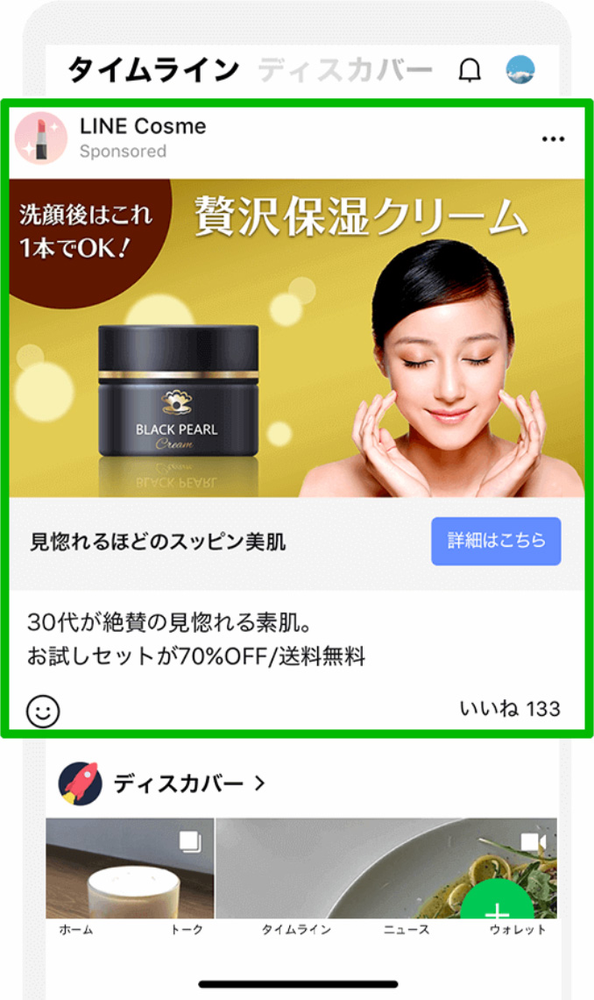 タイムライン ディスカバー
LINE Cosme
Sponsored
洗顔後はこれ
1本でOK!
贅沢保湿クリーム
BLACK PEARL
Cream
BLACK PEARL
見惚れるほどのスッピン美肌
詳細はこちら
30代が絶賛の見惚れる素肌。
お試しセットが70%OFF/送料無料
いいね 133
ディスカバー
ホーム トーク タイムライン ニュース ウォレット